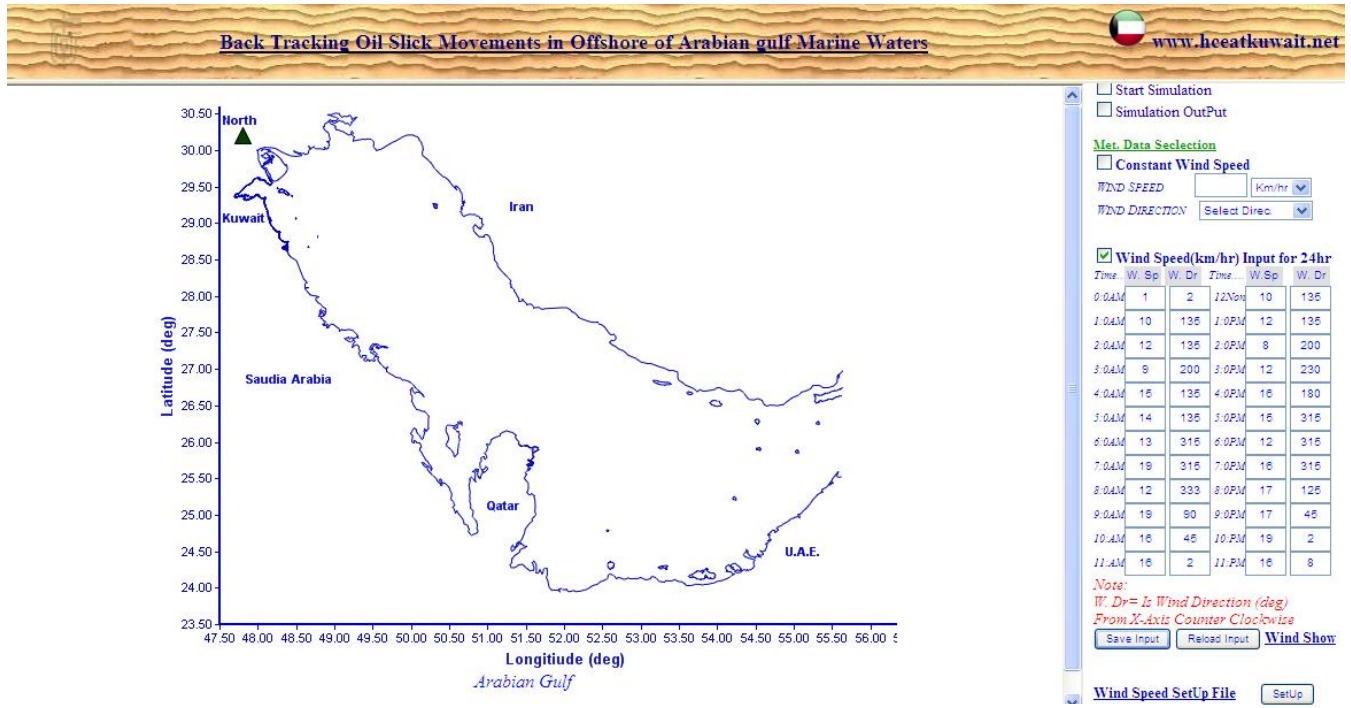 Back Tracking Oil Slick Movements in Offshore of Arabian gulf Marine Waters
www.hceatkuwait.net
30.50
30.00
29.50
29.00
28.50
28.00
27.50
27.00
26.50
26.00
25.50
25.00
24.50
24.00
23.50
Latitude (deg)
North
Iran
Kuwait
Saudia Arabia
Qatar
U.A.E.
47.50 48.00 48.50 49.00 49.50 50.00 50.50 51.00 51.50 52.00 52.50 53.00 53.50 54.00 54.50 55.00 55.50 56.00
Longitiude (deg)
Arabian Gulf
Start Simulation
Simulation OutPut
Met. Data Seclection
Constant Wind Speed
WIND SPEED Km/hr
WIND DIRECTION Select Direc.
Wind Speed(km/hr) Input for 24hr
Time... W. Sp W. Dr Time.... W.Sp W. Dr
0:0AM 1 2 12Non 10 135
1:0AM 10 135 1:0PM 12 135
2:0AM 12 135 2:0PM 8 200
3:0AM 9 200 3:0PM 12 230
4:0AM 15 135 4:0PM 16 180
5:0AM 14 135 5:0PM 15 315
6:0AM 13 315 6:0PM 12 315
7:0AM 19 315 7:0PM 16 315
8:0AM 12 333 8:0PM 17 125
9:0AM 19 90 9:0PM 17 45
10:AM 16 45 10:PM 19 2
11:AM 16 2 11:PM 16 8
Note:
W. Dr= Is Wind Direction (deg)
From X-Axis Counter Clockwise
Save Input Reload Input Wind Show
Wind Speed SetUp File SetUp